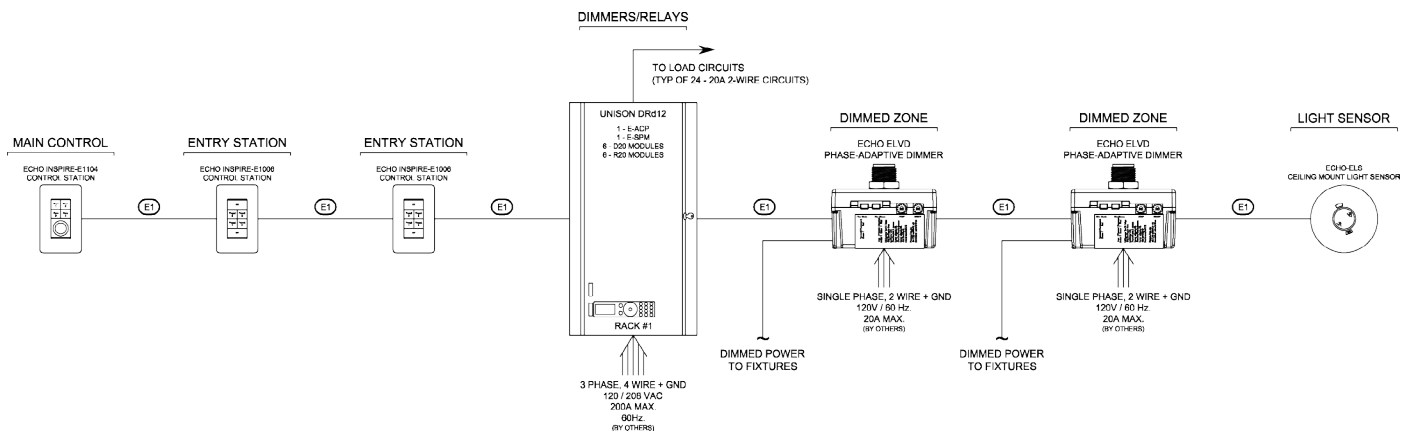 DIMMERS/RELAYS
TO LOAD CIRCUITS
(TYP OF 24 - 20A 2-WIRE CIRCUITS)
MAIN CONTROL
ECHO INSPIRE-E1104
CONTROL STATION
E1
ENTRY STATION
ECHO INSPIRE-E1006
CONTROL STATION
E1
ENTRY STATION
ECHO INSPIRE-E1006
CONTROL STATION
E1
UNISON DRd12
1 - E-ACP
1 - E-SPM
6 - D20 MODULES
6 - R20 MODULES
RACK #1
3 PHASE, 4 WIRE + GND
120 / 208 VAC
200A MAX.
60Hz.
(BY OTHERS)
E1
DIMMED ZONE
ECHO ELVD
PHASE-ADAPTIVE DIMMER
SINGLE PHASE, 2 WIRE + GND
120V / 60 Hz.
20A MAX.
(BY OTHERS)
DIMMED POWER
TO FIXTURES
E1
DIMMED ZONE
ECHO ELVD
PHASE-ADAPTIVE DIMMER
SINGLE PHASE, 2 WIRE + GND
120V / 60 Hz.
20A MAX.
(BY OTHERS)
DIMMED POWER
TO FIXTURES
E1
LIGHT SENSOR
ECHO-ELS
CEILING MOUNT LIGHT SENSOR